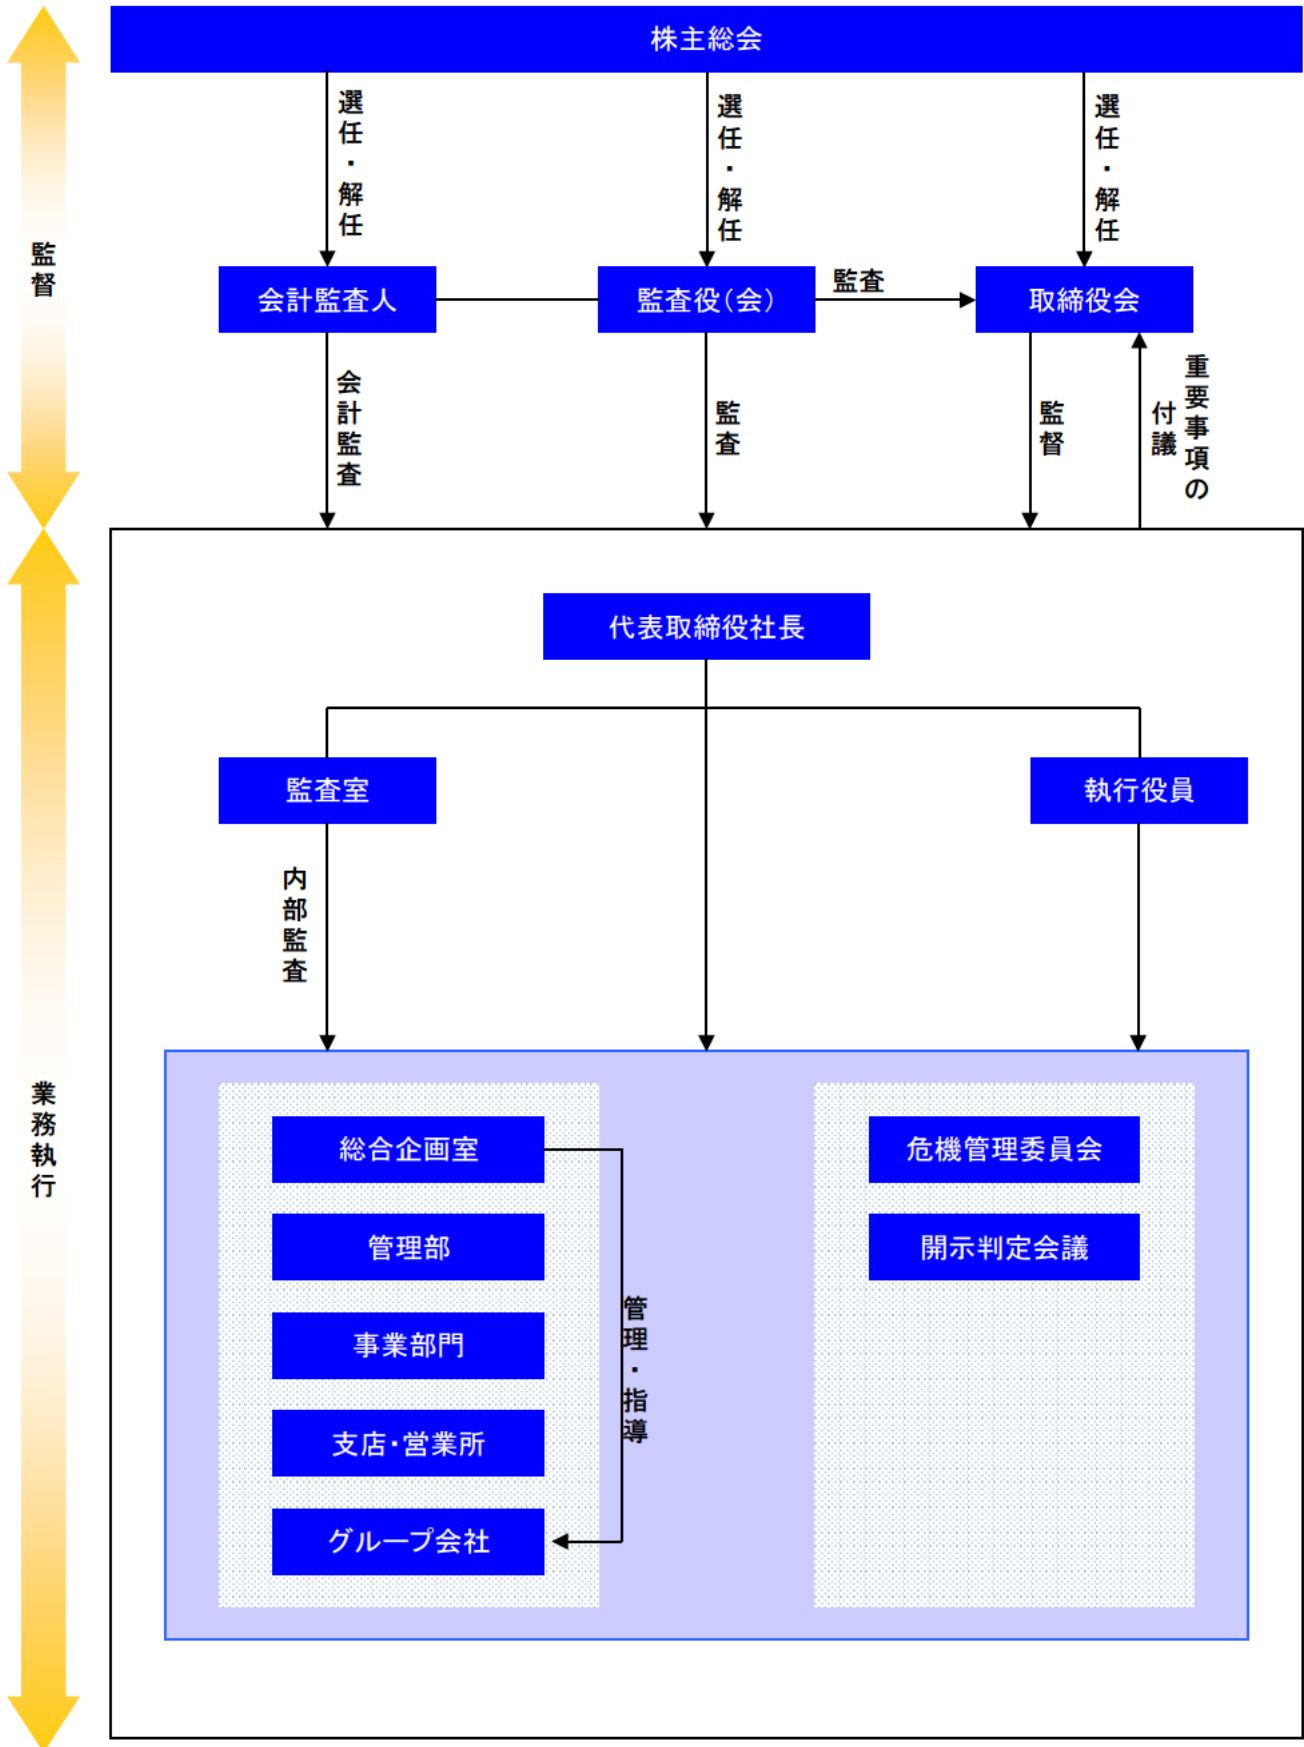 株主総会
選任・解任
選任・解任
選任・解任
監督
会計監査人
監査役（会）
監査
取締役会
会計監査
監査
監督
重要事項の
付議
代表取締役社長
監査室
執行役員
内部監査
業務執行
総合企画室
管理部
事業部門
支店・営業所
グループ会社
管理・指導
危機管理委員会
開示判定会議